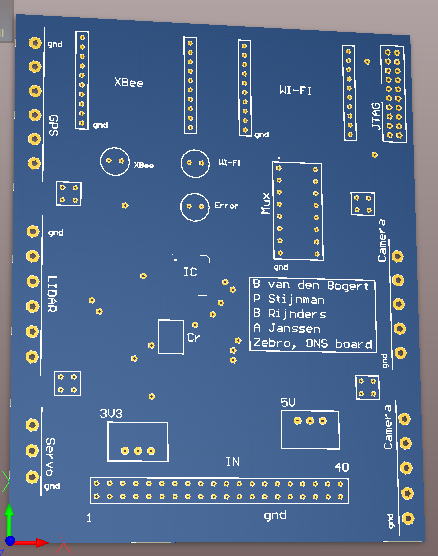 gnd
XBee
WI-FI
gnd
gnd
GPS
JTAG
XBee
WI-FI
Error
Mux
gnd
gnd
Camera
IC
LIDAR
B van den Bogert
P Stijnman
B Rijnders
A Janssen
Zebro, DNS board
Cr
gnd
3V3
5V
Camera
Servo
IN
40
gnd
1
gnd
gnd
X